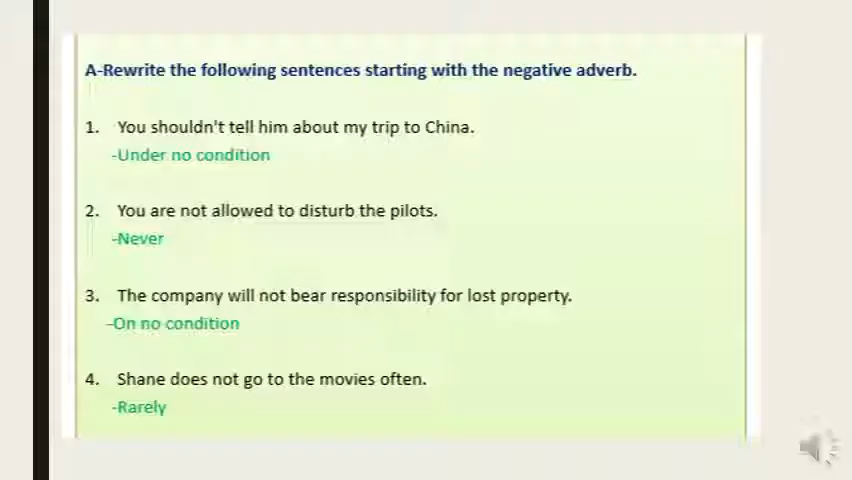 A-Rewrite the following sentences starting with the negative adverb.
1. You shouldn't tell him about my trip to China.
-Under no condition
2. You are not allowed to disturb the pilots.
-Never
3. The company will not bear responsibility for lost property.
-On no condition
4. Shane does not go to the movies often.
-Rarely